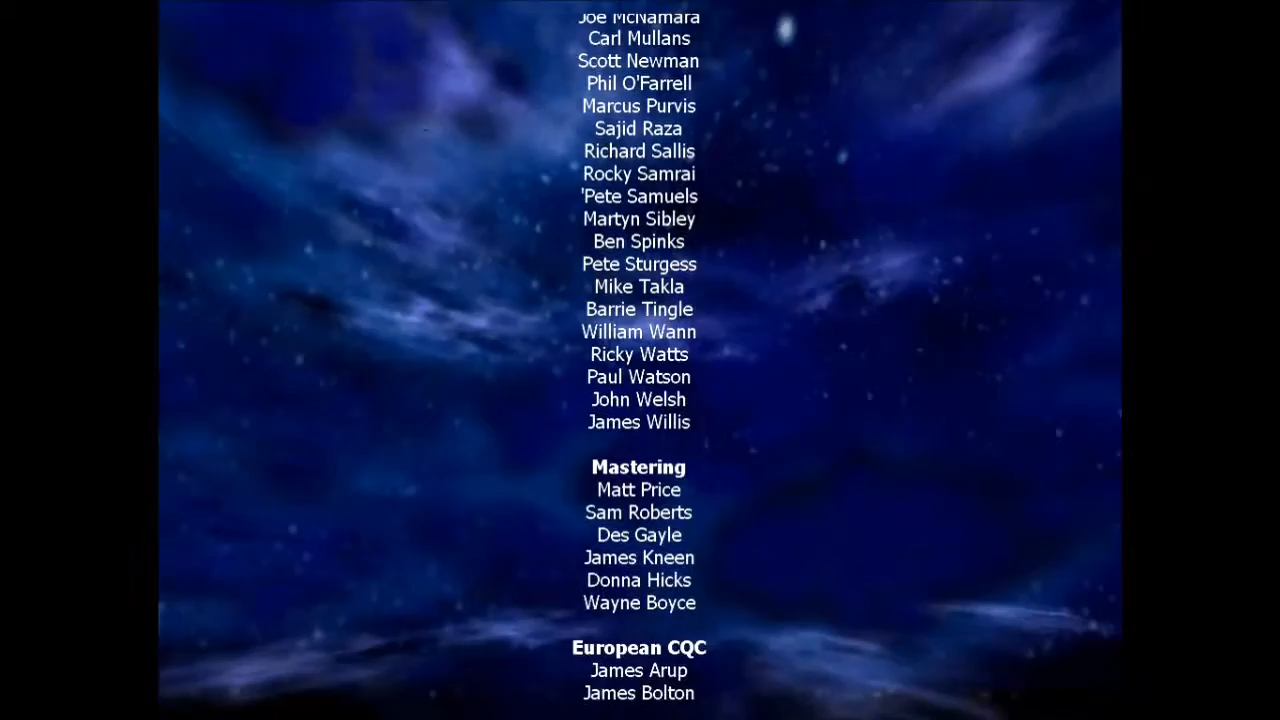 Joe McNamara
Carl Mullans
Scott Newman
Phil O'Farrell
Marcus Purvis
Sajid Raza
Richard Sallis
Rocky Samrai
'Pete Samuels
Martyn Sibley
Ben Spinks
Pete Sturgess
Mike Takla
Barrie Tingle
William Wann
Ricky Watts
Paul Watson
John Welsh
James Willis
Mastering
Matt Price
Sam Roberts
Des Gayle
James Kneen
Donna Hicks
Wayne Boyce
European CQC
James Arup
James Bolton